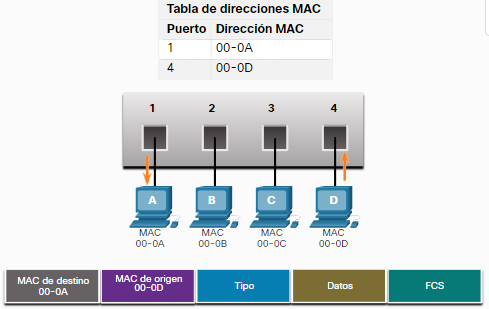 Tabla de direcciones MAC
Puerto Dirección MAC
1 00-0A
4 00-0D
1 2 3 4
A B C D
MAC MAC MAC MAC
00-0A 00-0B 00-0C 00-0D
MAC de destino 00-0A
MAC de origen 00-0D
Tipo
Datos
FCS